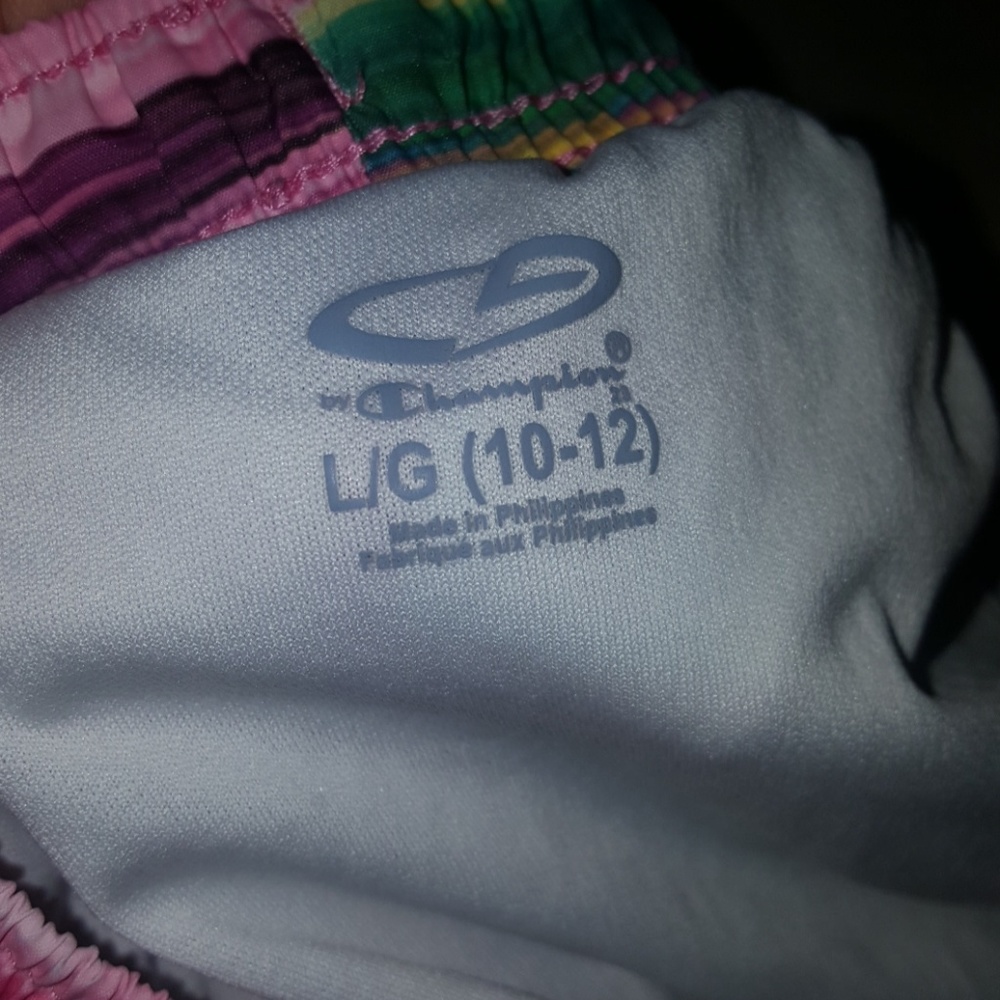 by Champion®
L/G (10-12)
Made in Philippines
Fabriqué aux Philippines